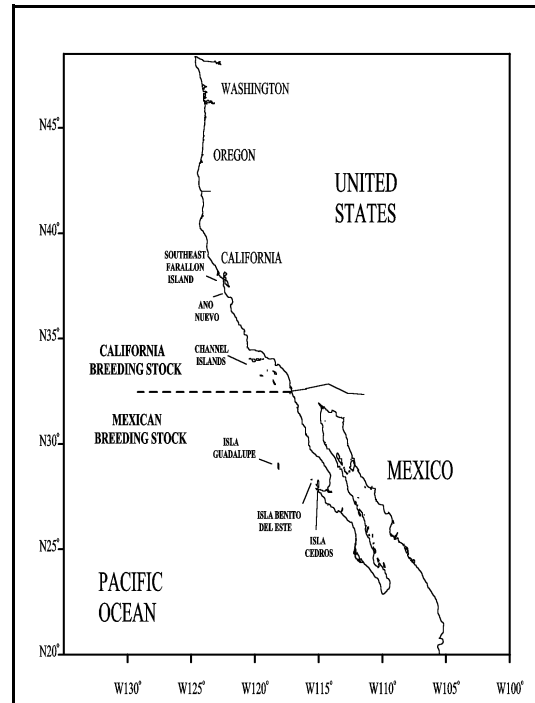 WASHINGTON
N45°
OREGON
UNITED
STATES
N40°
SOUTHEAST
FARALLON
ISLAND
CALIFORNIA
ANO
NUEVO
N35°
CALIFORNIA
BREEDING STOCK
CHANNEL
ISLANDS
MEXICAN
BREEDING STOCK
N30°
ISLA
GUADALUPE
MEXICO
ISLA BENITO
DEL ESTE
ISLA
CEDROS
N25°
PACIFIC
OCEAN
N20°
W130° W125° W120° W115° W110° W105° W100°